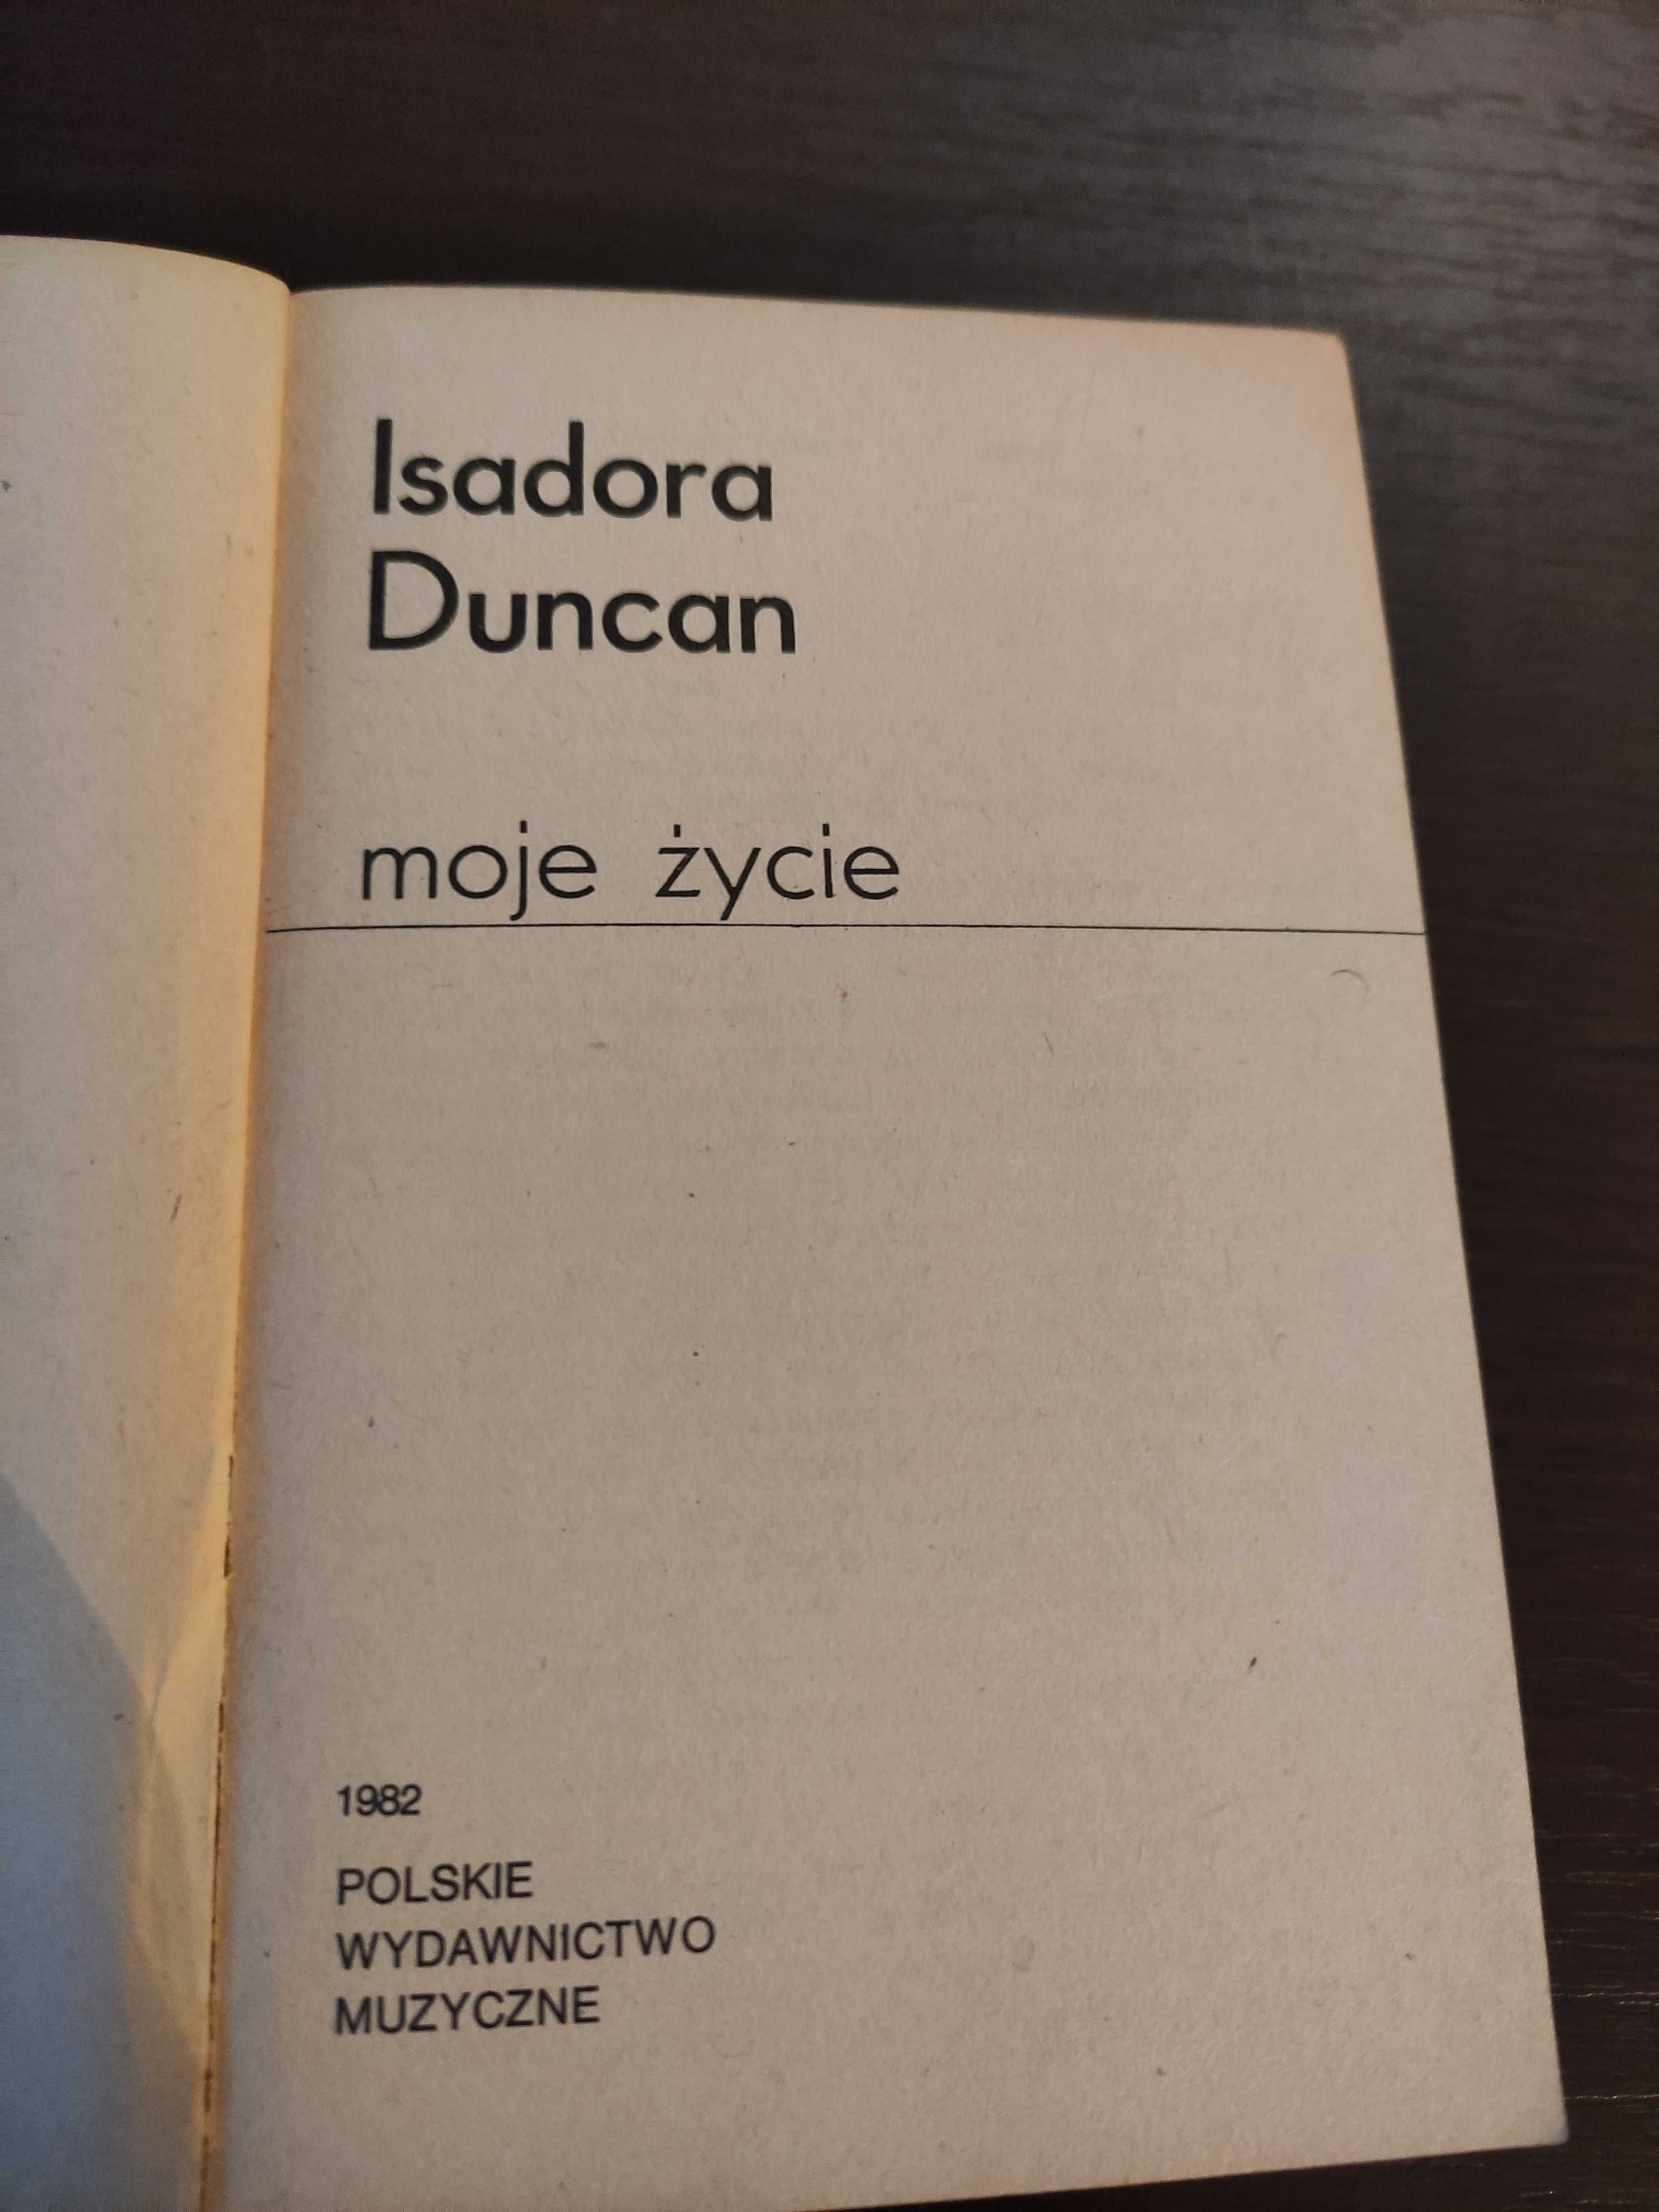 Isadora
Duncan
moje życie
1982
POLSKIE
WYDAWNICTWO
MUZYCZNE